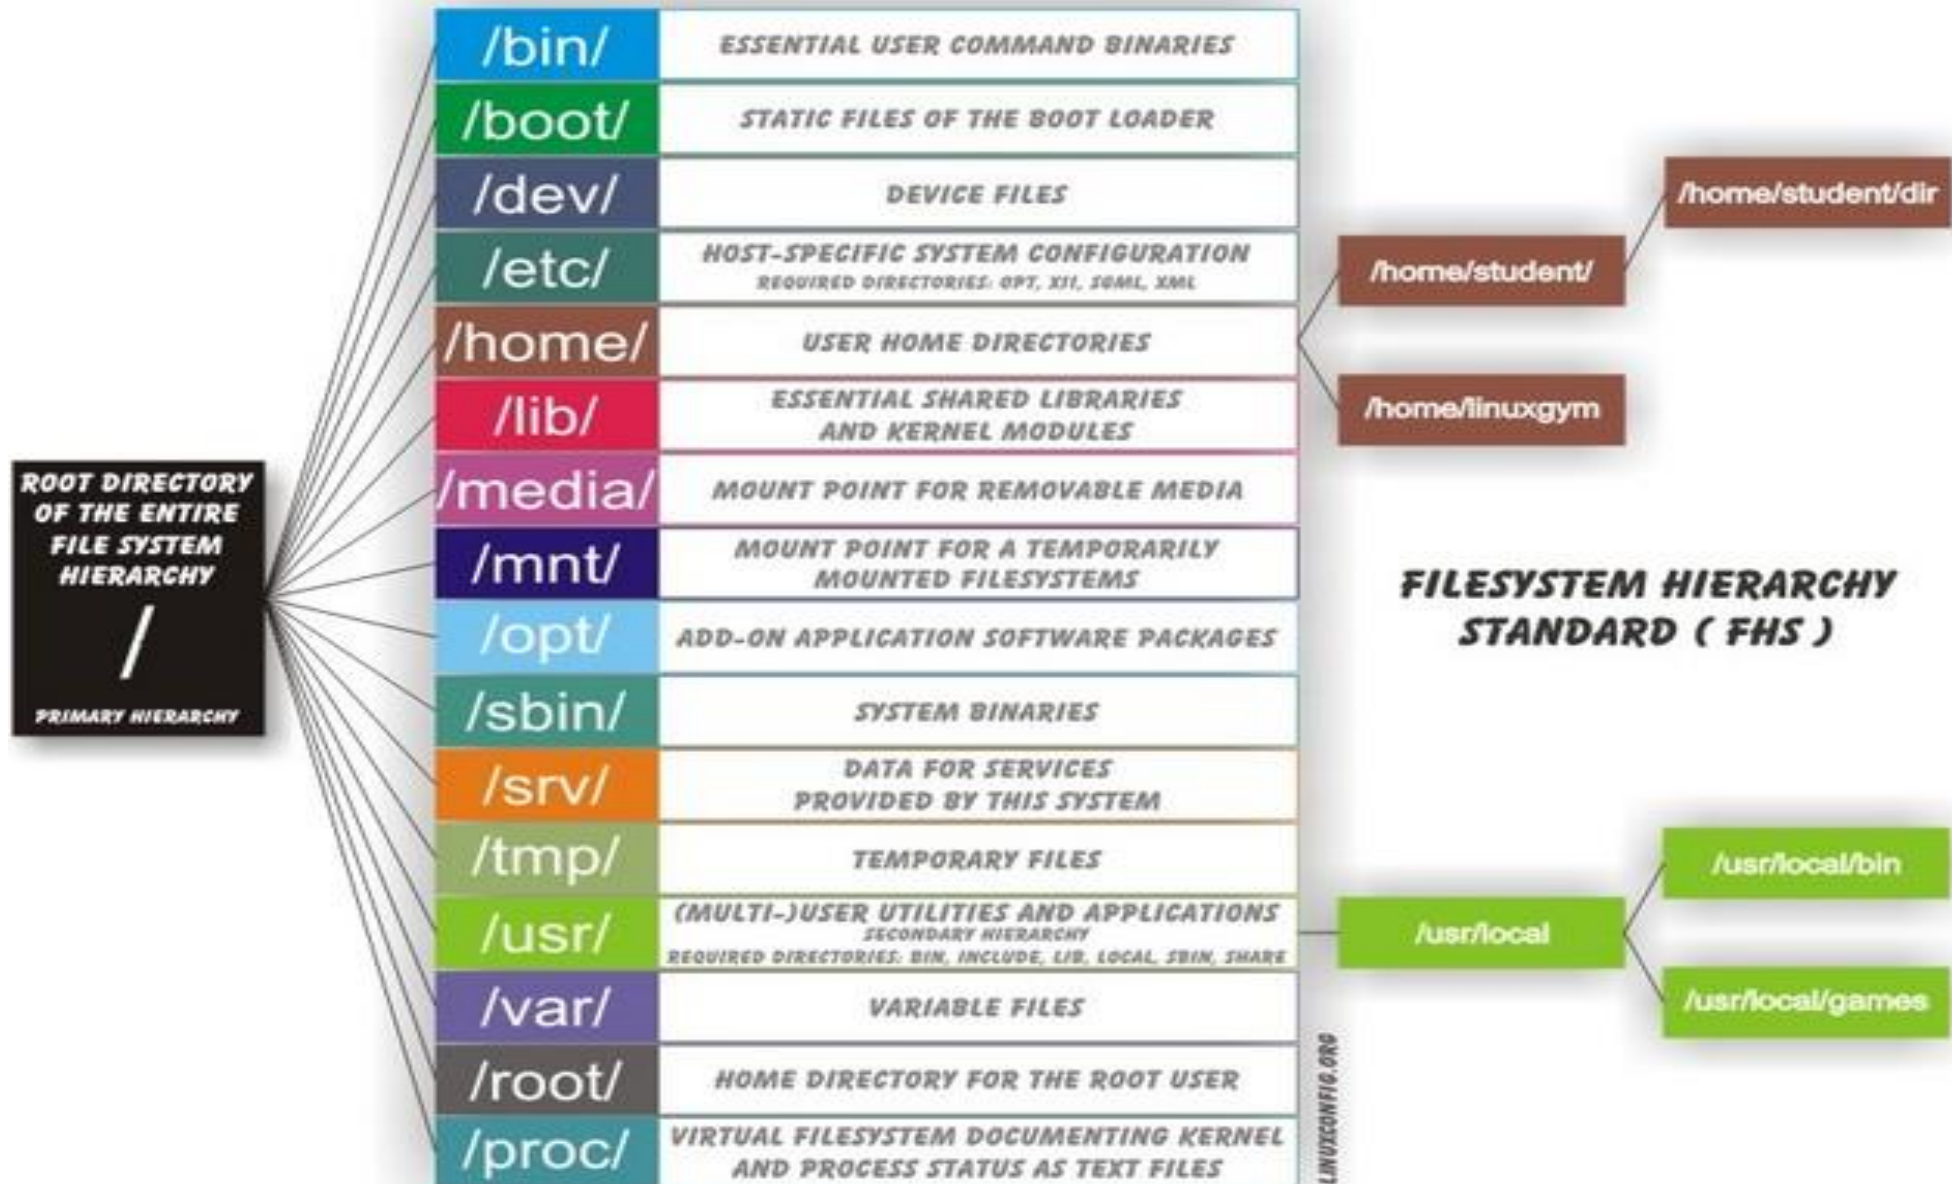 ROOT DIRECTORY
OF THE ENTIRE
FILE SYSTEM
HIERARCHY
/
PRIMARY HIERARCHY
/bin/
ESSENTIAL USER COMMAND BINARIES
/boot/
STATIC FILES OF THE BOOT LOADER
/dev/
DEVICE FILES
/etc/
HOST-SPECIFIC SYSTEM CONFIGURATION
REQUIRED DIRECTORIES: OPT, X11, SGML, XML
/home/
USER HOME DIRECTORIES
/home/student/
/home/student/dir
/home/linuxgym
/lib/
ESSENTIAL SHARED LIBRARIES
AND KERNEL MODULES
/media/
MOUNT POINT FOR REMOVABLE MEDIA
/mnt/
MOUNT POINT FOR A TEMPORARILY
MOUNTED FILESYSTEMS
/opt/
ADD-ON APPLICATION SOFTWARE PACKAGES
/sbin/
SYSTEM BINARIES
/srv/
DATA FOR SERVICES
PROVIDED BY THIS SYSTEM
/tmp/
TEMPORARY FILES
/usr/
(MULTI-)USER UTILITIES AND APPLICATIONS
SECONDARY HIERARCHY
REQUIRED DIRECTORIES: BIN, INCLUDE, LIB, LOCAL, SBIN, SHARE
/usr/local
/usr/local/bin
/usr/local/games
/var/
VARIABLE FILES
/root/
HOME DIRECTORY FOR THE ROOT USER
/proc/
VIRTUAL FILESYSTEM DOCUMENTING KERNEL
AND PROCESS STATUS AS TEXT FILES
FILESYSTEM HIERARCHY
STANDARD ( FHS )
LINUXCONFIG.ORG